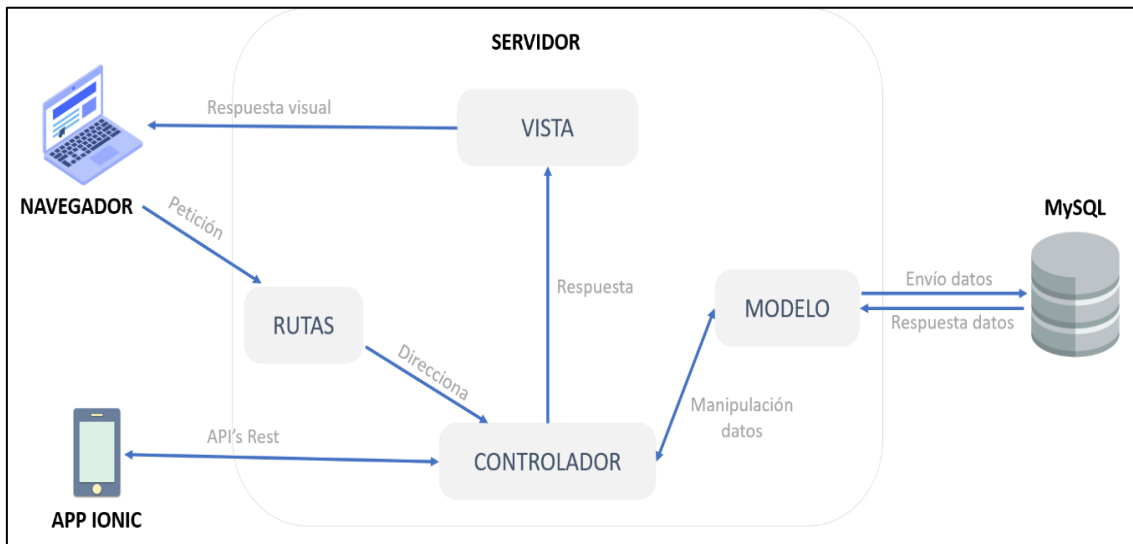 SERVIDOR
Respuesta visual
VISTA
NAVEGADOR
Petición
MySQL
RUTAS
Respuesta
MODELO
Envío datos
Respuesta datos
Direcciona
Manipulación
datos
API's Rest
CONTROLADOR
APP IONIC